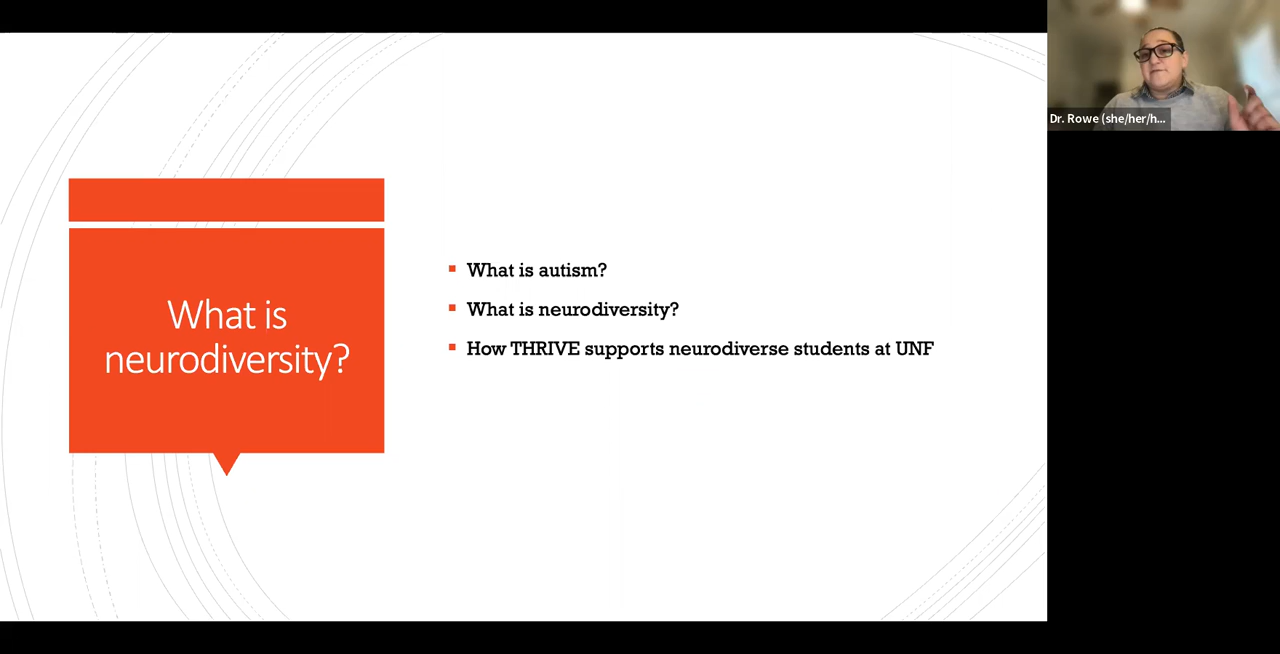 What is
neurodiversity?
What is autism?
What is neurodiversity?
How THRIVE supports neurodiverse students at UNF
Dr. Rowe (she/her/h...